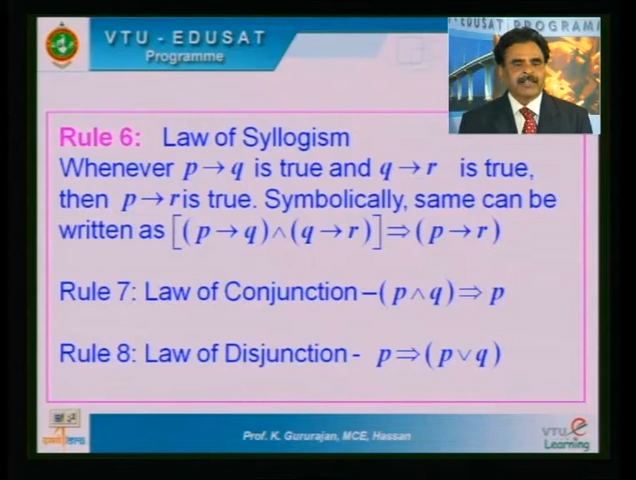 VTU - EDUSAT
Programme
EDUSAT PROGRAMM
Rule 6: Law of Syllogism
Whenever p → q is true and q → r is true,
then p → r is true. Symbolically, same can be
written as [(p → q) ∧ (q → r)] ⇒ (p → r)
Rule 7: Law of Conjunction – (p ∧ q) ⇒ p
Rule 8: Law of Disjunction - p ⇒ (p ∨ q)
Prof. K. Gururajan, MCE, Hassan
VTU e
Learning